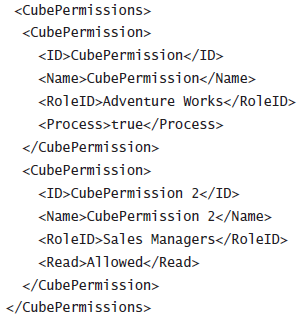 <CubePermissions>
<CubePermission>
<ID>CubePermission</ID>
<Name>CubePermission</Name>
<RoleID>Adventure Works</RoleID>
<Process>true</Process>
</CubePermission>
<CubePermission>
<ID>CubePermission 2</ID>
<Name>CubePermission 2</Name>
<RoleID>Sales Managers</RoleID>
<Read>Allowed</Read>
</CubePermission>
</CubePermissions>